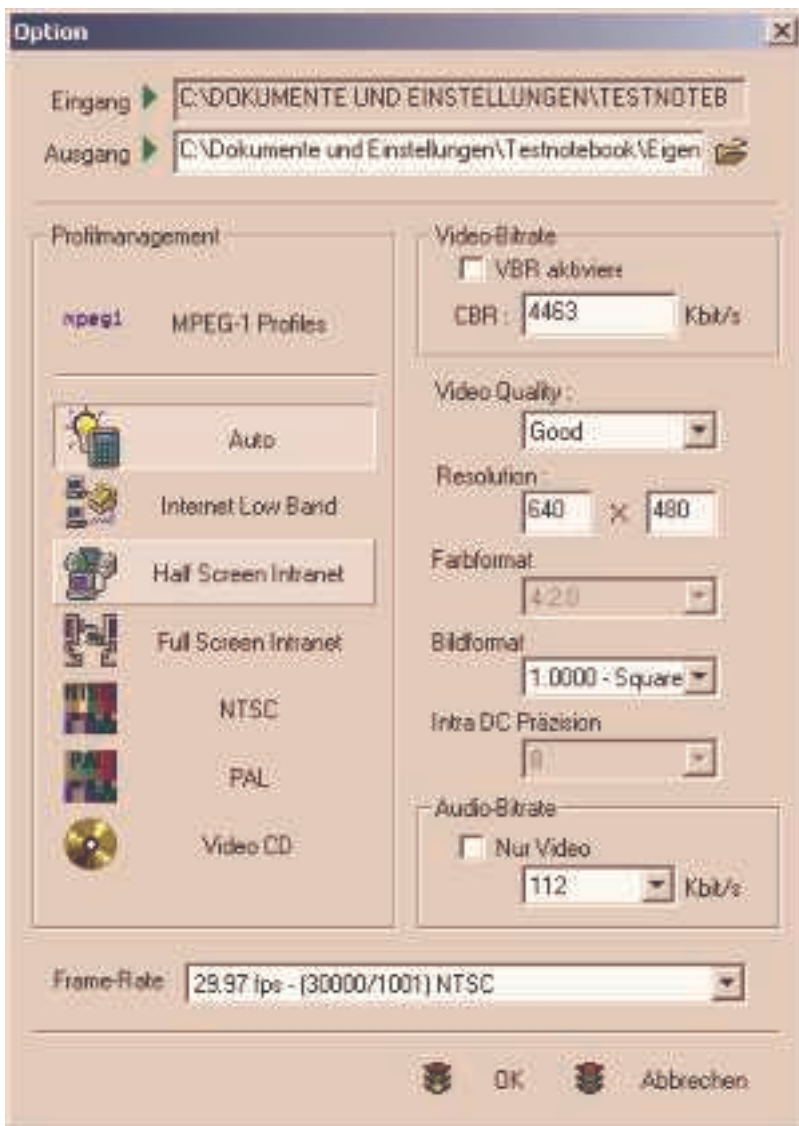 Option
Eingang C:\DOKUMENTE UND EINSTELLUNGEN\TESTNOTEB
Ausgang C:\Dokumente und Einstellungen\Testnotebook\Eigen
Profilmanagement
mpeg1 MPEG-1 Profiles
Auto
Internet Low Band
Half Screen Intranet
Full Screen Intranet
NTSC NTSC
PAL PAL
Video CD
Video-Bitrate
VBR aktiviere
CBR : 4463 Kbit/s
Video Quality :
Good
Resolution :
640 X 480
Farbformat
4:2:0
Bildformat
1.0000 - Square
Intra DC Präzision
Audio-Bitrate
Nur Video
112 Kbit/s
Frame-Rate 29.97 fps - (30000/1001) NTSC
OK Abbrechen